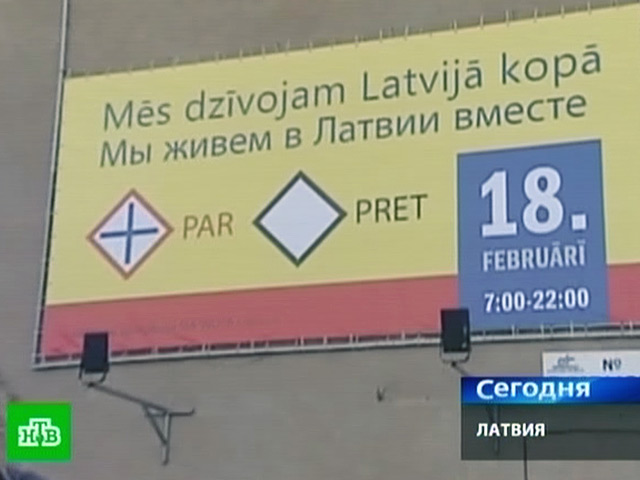 Mēs dzīvojam Latvijā kopā
Мы живем в Латвии вместе
PAR
PRET
18.
FEBRUĀRĪ
7:00-22:00
№
Сегодня
ЛАТВИЯ
НТВ